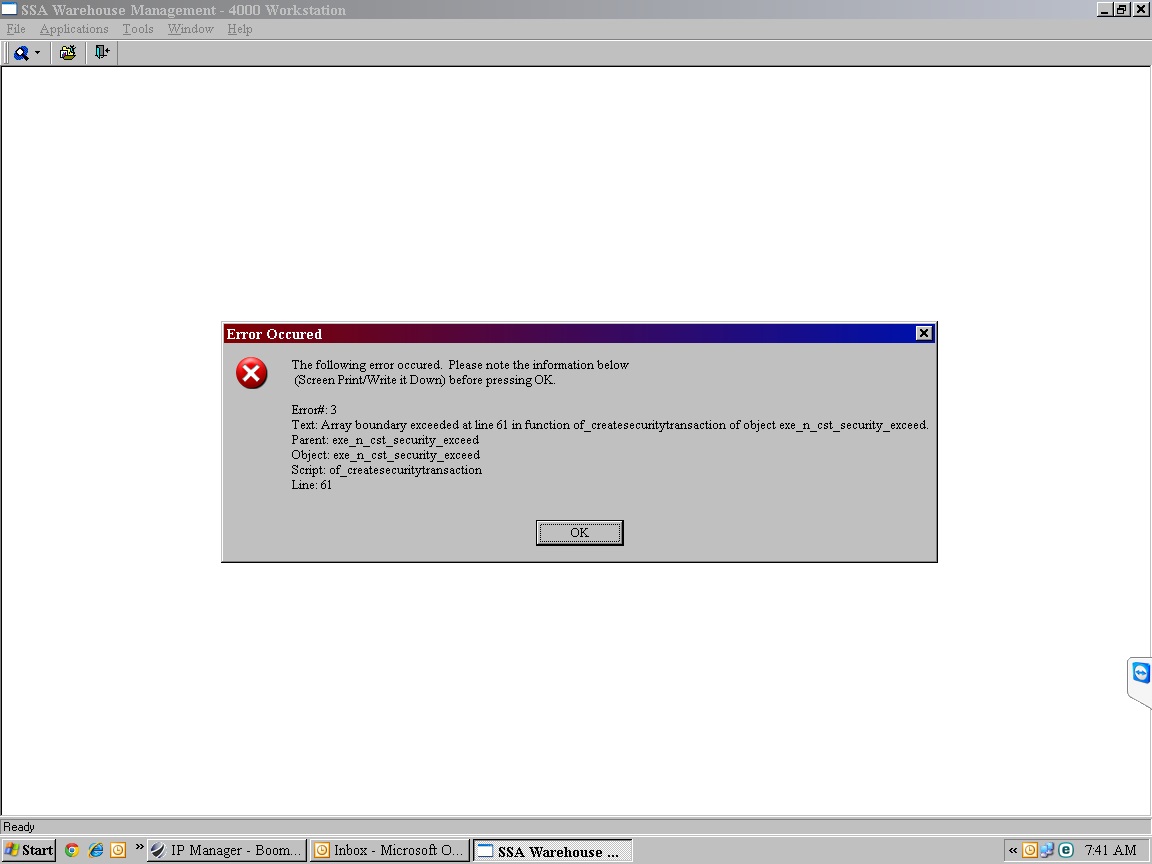 SSA Warehouse Management - 4000 Workstation
File Applications Tools Window Help
Error Occured
The following error occured. Please note the information below
(Screen Print/Write it Down) before pressing OK.
Error#: 3
Text: Array boundary exceeded at line 61 in function of_createsecuritytransaction of object exe_n_cst_security_exceed.
Parent: exe_n_cst_security_exceed
Object: exe_n_cst_security_exceed
Script: of_createsecuritytransaction
Line: 61
OK
Ready
Start » IP Manager - Boom... Inbox - Microsoft O... SSA Warehouse ... « 7:41 AM